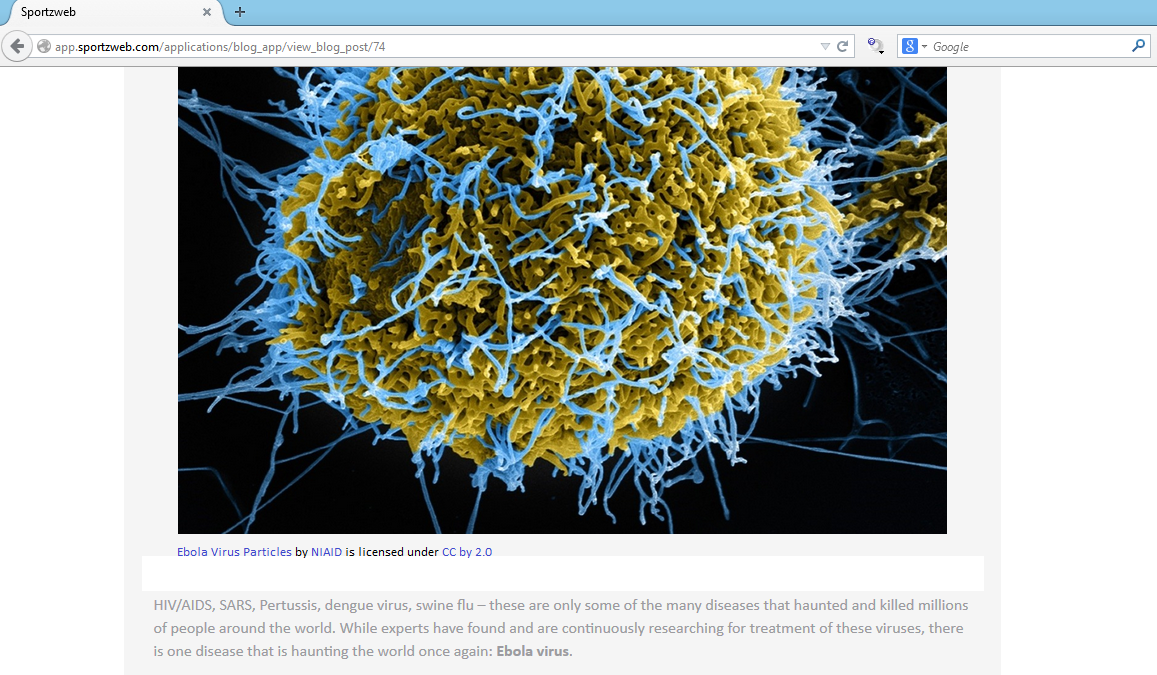 Sportzweb
app.sportzweb.com/applications/blog_app/view_blog_post/74
Google
Ebola Virus Particles by NIAID is licensed under CC by 2.0
HIV/AIDS, SARS, Pertussis, dengue virus, swine flu – these are only some of the many diseases that haunted and killed millions
of people around the world. While experts have found and are continuously researching for treatment of these viruses, there
is one disease that is haunting the world once again: Ebola virus.